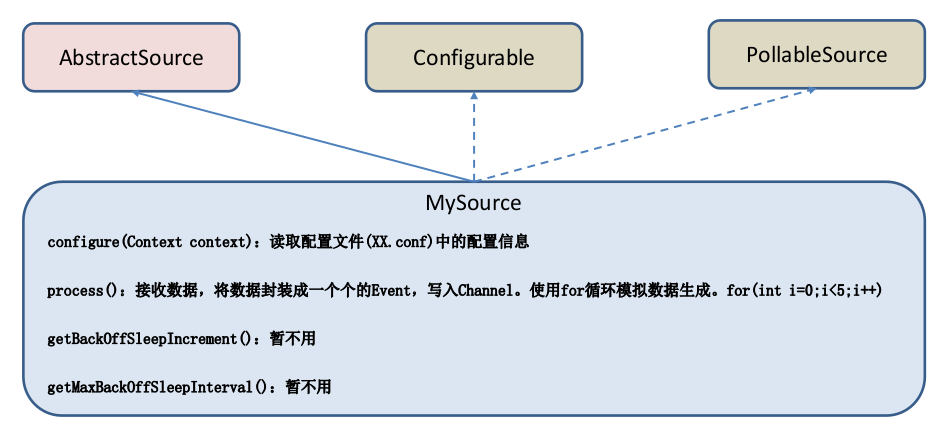 AbstractSource
Configurable
PollableSource
MySource
configure(Context context)：读取配置文件(XX.conf)中的配置信息
process()：接收数据，将数据封装成一个个的Event，写入Channel。使用for循环模拟数据生成。for(int i=0;i<5;i++)
getBackOffSleepIncrement()：暂不用
getMaxBackOffSleepInterval()：暂不用